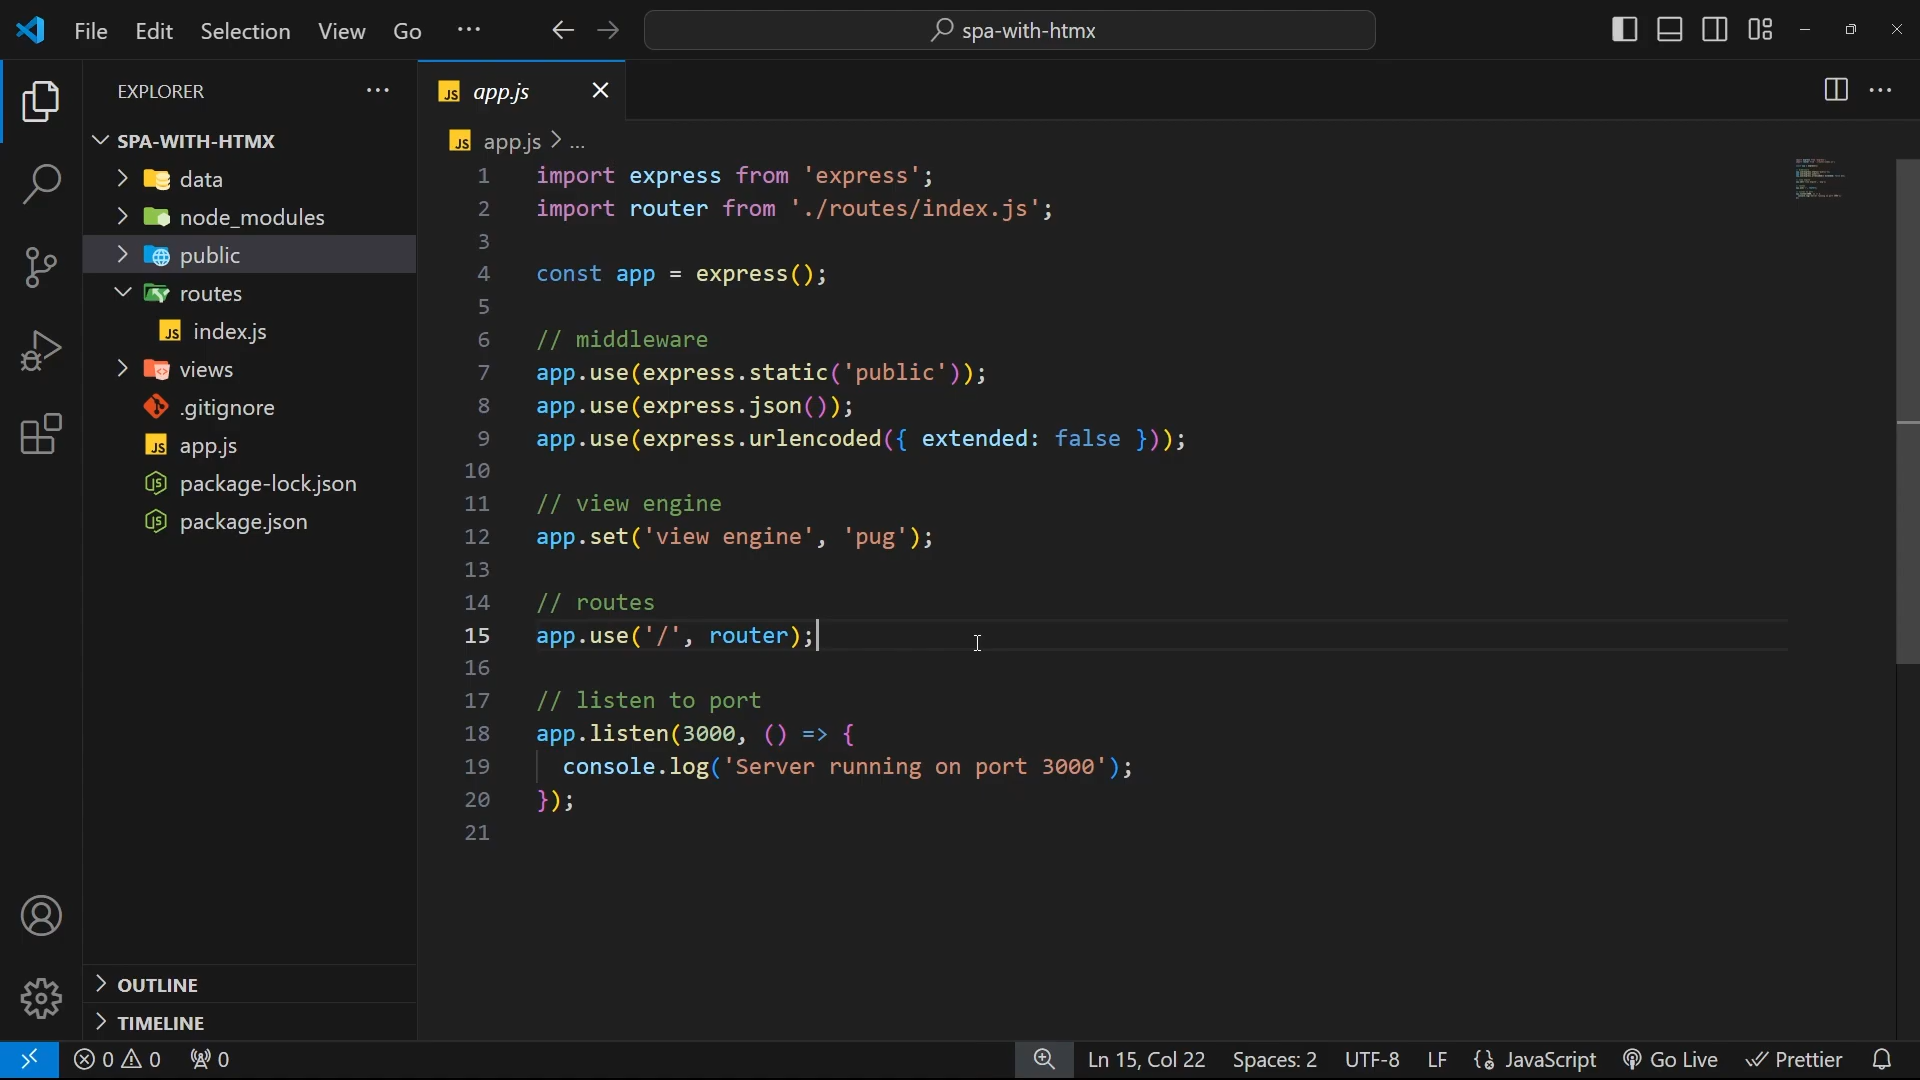 File Edit Selection View Go ... spa-with-htmx
EXPLORER ...
SPA-WITH-HTMX
data
node_modules
public
routes
index.js
views
.gitignore
app.js
package-lock.json
package.json
OUTLINE
TIMELINE
JS app.js
JS app.js > ...
1 import express from 'express';
2 import router from './routes/index.js';
3
4 const app = express();
5
6 // middleware
7 app.use(express.static('public'));
8 app.use(express.json());
9 app.use(express.urlencoded({ extended: false }));
10
11 // view engine
12 app.set('view engine', 'pug');
13
14 // routes
15 app.use('/', router);
16
17 // listen to port
18 app.listen(3000, () => {
19 console.log('Server running on port 3000');
20 });
21
0 0 0 Ln 15, Col 22 Spaces: 2 UTF-8 LF JavaScript Go Live Prettier